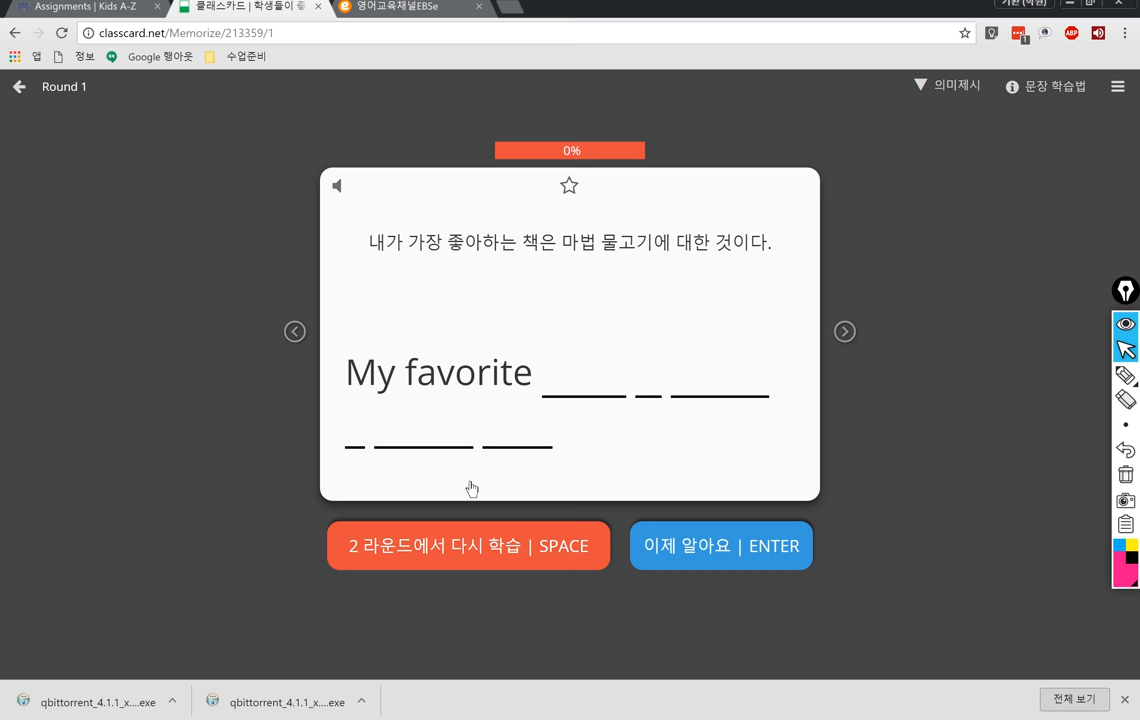 Assignments | Kids A-Z
클래스카드 | 학생들이 좋
영어교육채널EBSe
classcard.net/Memorize/213359/1
앱 정보 Google 행아웃 수업준비
Round 1
의미제시 문장 학습법
0%
내가 가장 좋아하는 책은 마법 물고기에 대한 것이다.
My favorite
2 라운드에서 다시 학습 | SPACE
이제 알아요 | ENTER
qbittorrent_4.1.1_x....exe
qbittorrent_4.1.1_x....exe
전체 보기
ABP
1